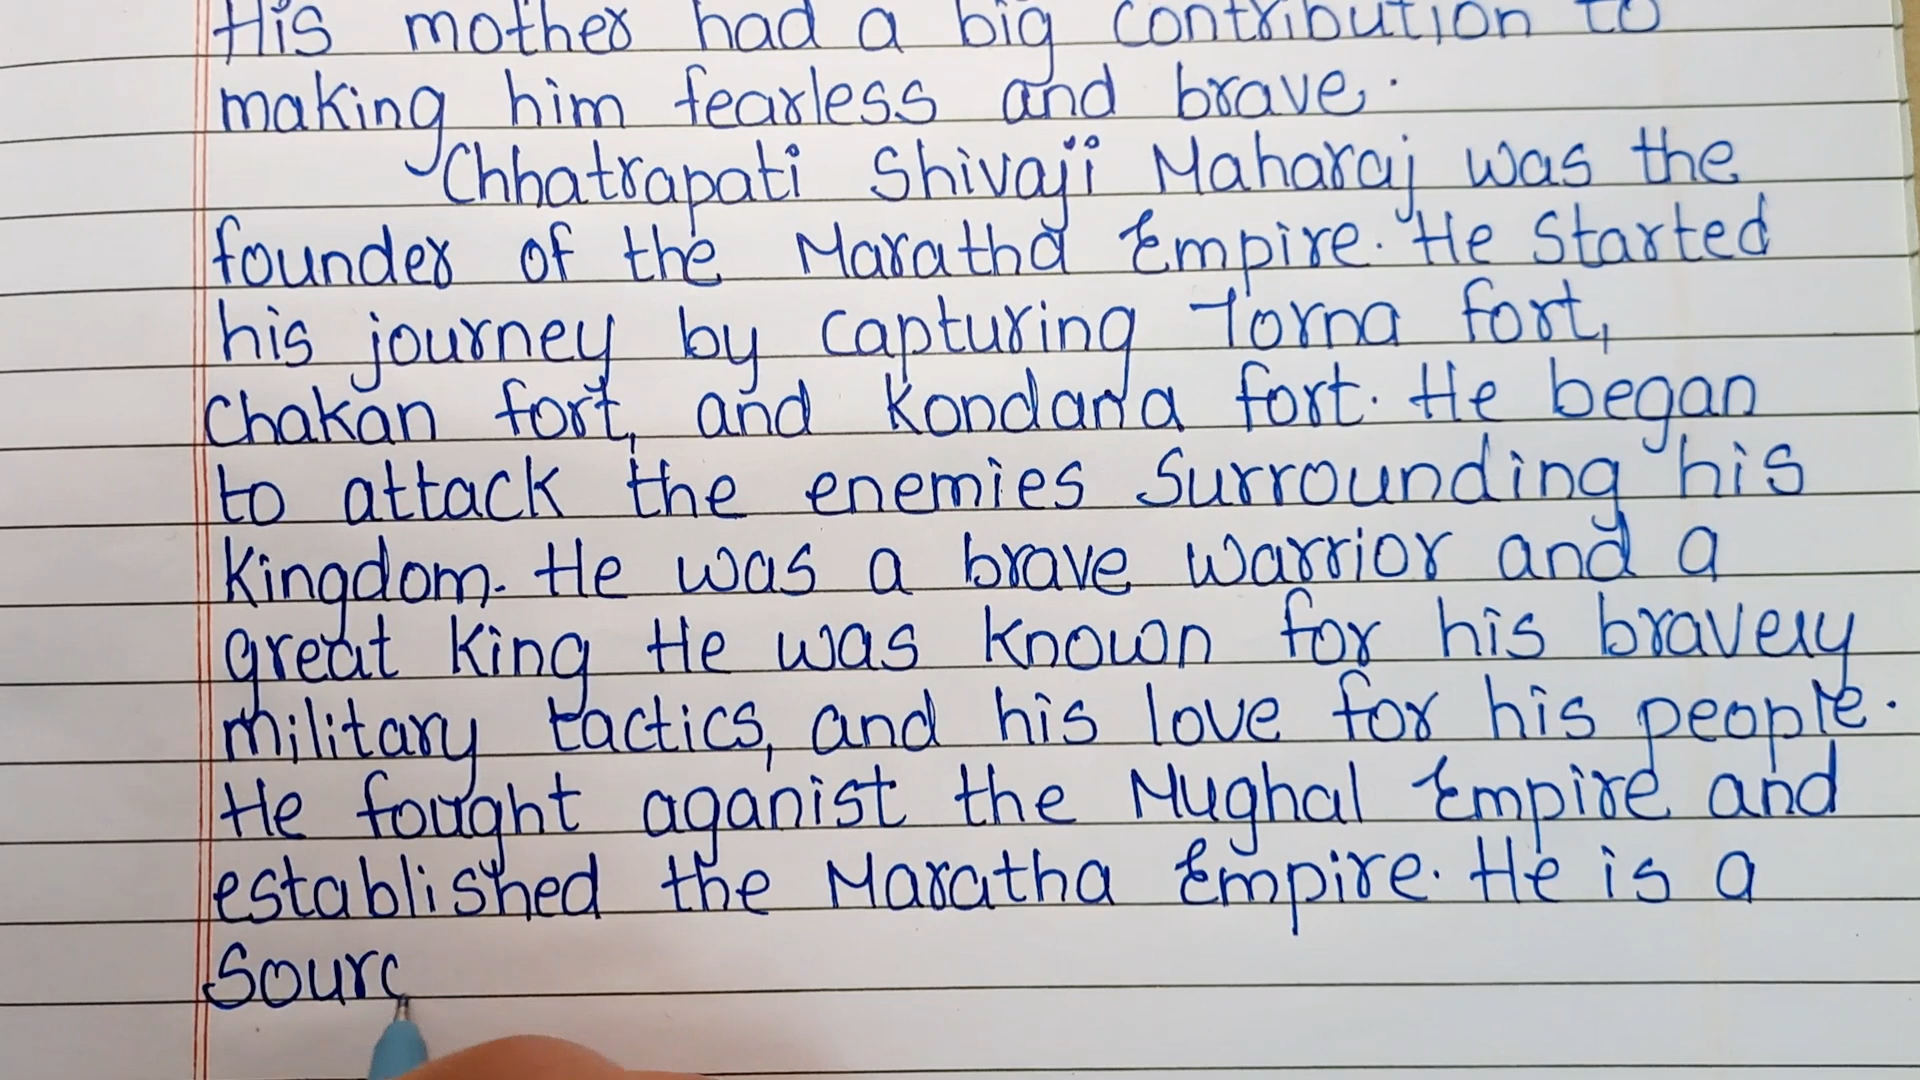 His mother had a big contribution to
making him fearless and brave.
Chhatrapati Shivaji Maharaj was the
founder of the Maratha Empire. He started
his journey by capturing Torna fort,
Chakan fort, and Kondana fort. He began
to attack the enemies surrounding his
Kingdom. He was a brave warrior and a
great King He was known for his bravery
military tactics, and his love for his people.
He fought aganist the Mughal Empire and
established the Maratha Empire. He is a
Sourc